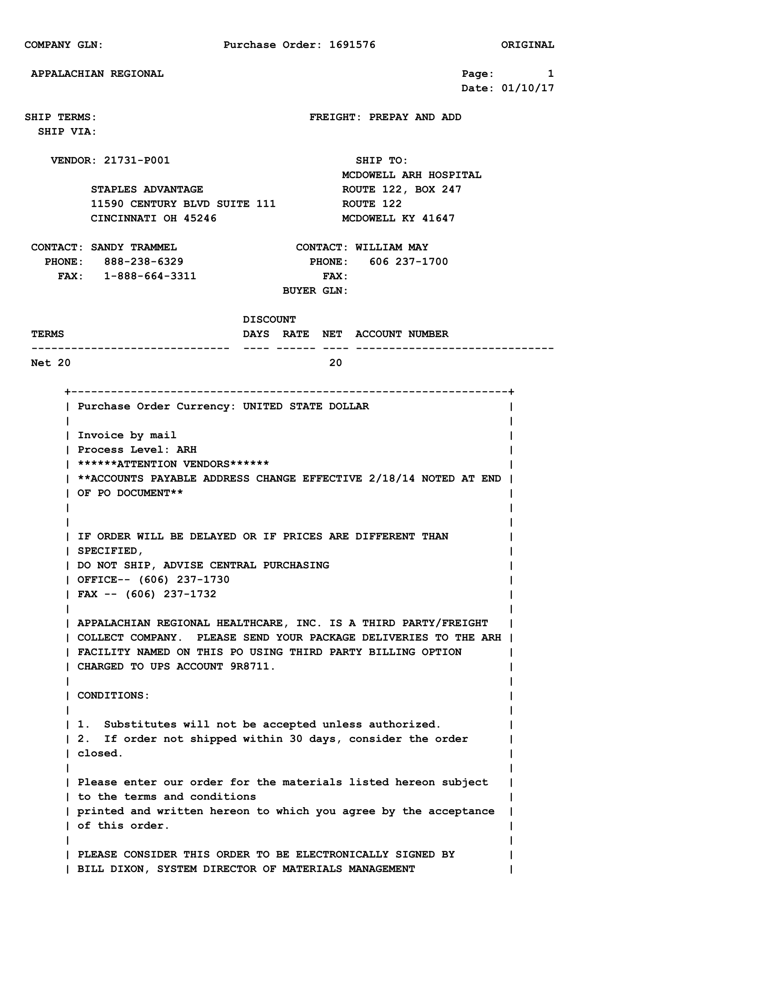 COMPANY GLN: Purchase Order: 1691576 ORIGINAL
APPALACHIAN REGIONAL Page: 1
Date: 01/10/17
SHIP TERMS: FREIGHT: PREPAY AND ADD
SHIP VIA:
VENDOR: 21731-P001 SHIP TO:
MCDOWELL ARH HOSPITAL
STAPLES ADVANTAGE ROUTE 122, BOX 247
11590 CENTURY BLVD SUITE 111 ROUTE 122
CINCINNATI OH 45246 MCDOWELL KY 41647
CONTACT: SANDY TRAMMEL CONTACT: WILLIAM MAY
PHONE: 888-238-6329 PHONE: 606 237-1700
FAX: 1-888-664-3311 FAX:
BUYER GLN:
DISCOUNT
TERMS DAYS RATE NET ACCOUNT NUMBER
------------------------------ ---- ------ ---- ------------------------------
Net 20 20
+------------------------------------------------------------------+
| Purchase Order Currency: UNITED STATE DOLLAR |
| |
| Invoice by mail |
| Process Level: ARH |
| ******ATTENTION VENDORS****** |
| **ACCOUNTS PAYABLE ADDRESS CHANGE EFFECTIVE 2/18/14 NOTED AT END |
| OF PO DOCUMENT** |
| |
| |
| IF ORDER WILL BE DELAYED OR IF PRICES ARE DIFFERENT THAN |
| SPECIFIED, |
| DO NOT SHIP, ADVISE CENTRAL PURCHASING |
| OFFICE-- (606) 237-1730 |
| FAX -- (606) 237-1732 |
| |
| APPALACHIAN REGIONAL HEALTHCARE, INC. IS A THIRD PARTY/FREIGHT |
| COLLECT COMPANY. PLEASE SEND YOUR PACKAGE DELIVERIES TO THE ARH |
| FACILITY NAMED ON THIS PO USING THIRD PARTY BILLING OPTION |
| CHARGED TO UPS ACCOUNT 9R8711. |
| |
| CONDITIONS: |
| |
| 1. Substitutes will not be accepted unless authorized. |
| 2. If order not shipped within 30 days, consider the order |
| closed. |
| |
| Please enter our order for the materials listed hereon subject |
| to the terms and conditions |
| printed and written hereon to which you agree by the acceptance |
| of this order. |
| |
| PLEASE CONSIDER THIS ORDER TO BE ELECTRONICALLY SIGNED BY |
| BILL DIXON, SYSTEM DIRECTOR OF MATERIALS MANAGEMENT |